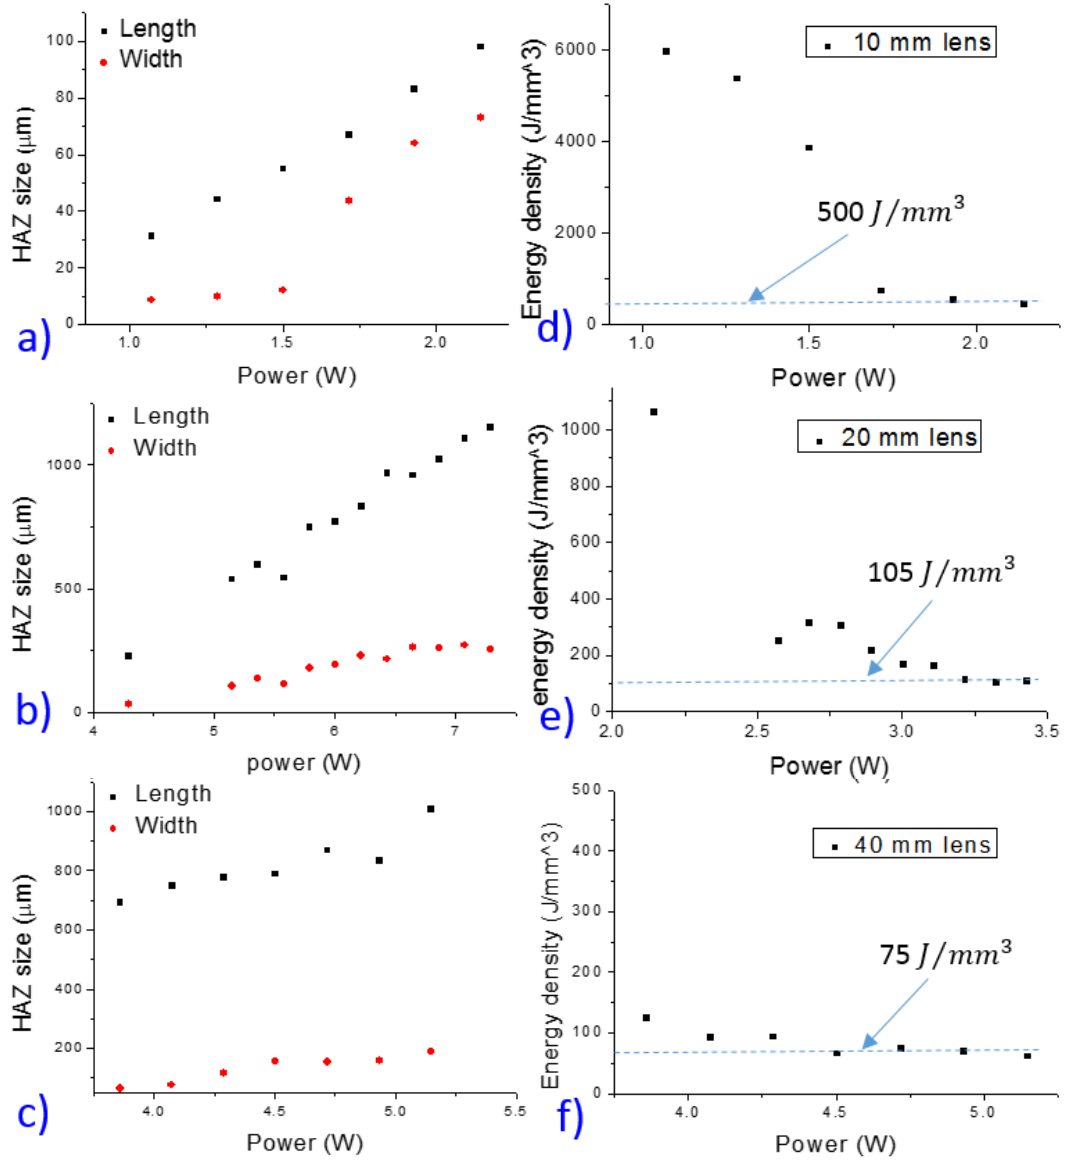 Length
Width
HAZ size (μm)
100
80
60
40
20
0
1.0
1.5
2.0
Power (W)
a)
10 mm lens
Energy density (J/mm^3)
6000
4000
2000
0
500 J/mm³
1.0
1.5
2.0
Power (W)
d)
Length
Width
HAZ size (μm)
1000
500
0
4
5
6
7
power (W)
b)
20 mm lens
energy density (J/mm^3)
1000
800
600
400
200
0
105 J/mm³
2.0
2.5
3.0
3.5
Power (W)
e)
Length
Width
HAZ size (μm)
1000
800
600
400
200
4.0
4.5
5.0
5.5
Power (W)
c)
40 mm lens
Energy density (J/mm^3)
500
400
300
200
100
0
75 J/mm³
4.0
4.5
5.0
Power (W)
f)